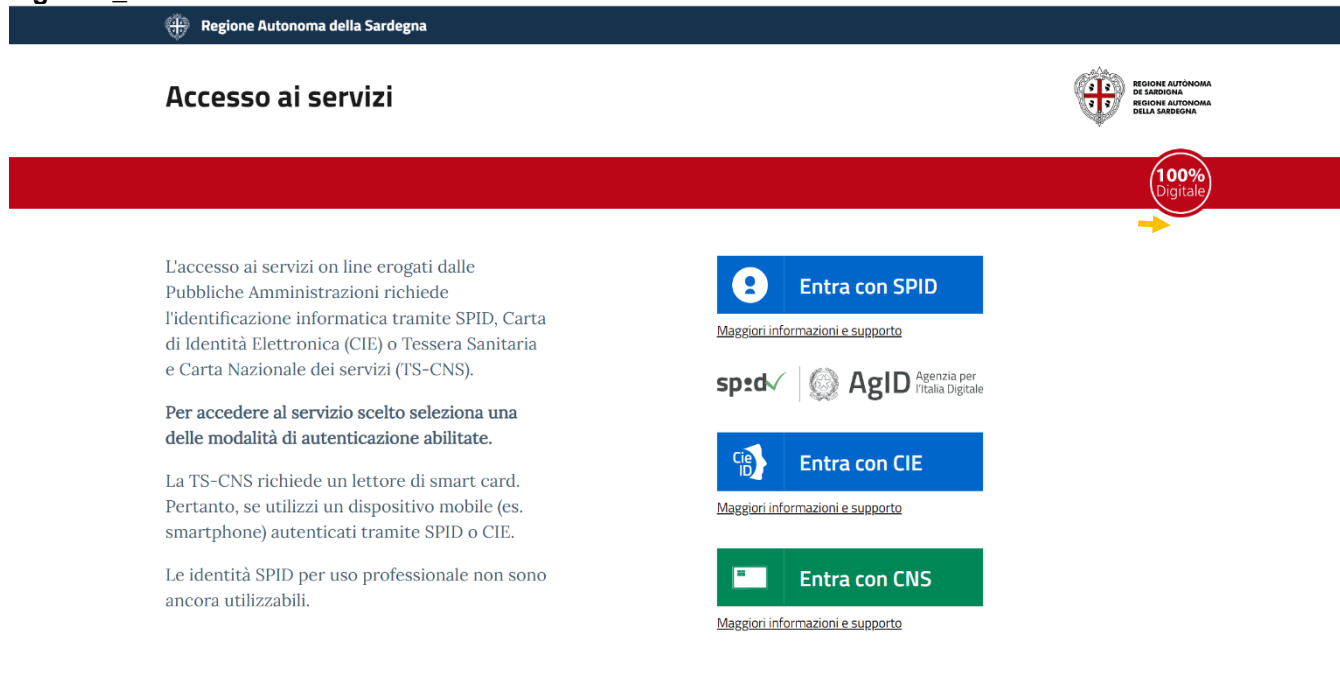 Regione Autonoma della Sardegna
Accesso ai servizi
REGIONE AUTÒNOMA
DE SARDIGNA
REGIONE AUTONOMA
DELLA SARDEGNA
100%
Digitale
L'accesso ai servizi on line erogati dalle
Pubbliche Amministrazioni richiede
l'identificazione informatica tramite SPID, Carta
di Identità Elettronica (CIE) o Tessera Sanitaria
e Carta Nazionale dei servizi (TS-CNS).
Per accedere al servizio scelto seleziona una
delle modalità di autenticazione abilitate.
La TS-CNS richiede un lettore di smart card.
Pertanto, se utilizzi un dispositivo mobile (es.
smartphone) autenticati tramite SPID o CIE.
Le identità SPID per uso professionale non sono
ancora utilizzabili.
Entra con SPID
Maggiori informazioni e supporto
spid
AgID Agenzia per
l'Italia Digitale
Cie
ID
Entra con CIE
Maggiori informazioni e supporto
Entra con CNS
Maggiori informazioni e supporto